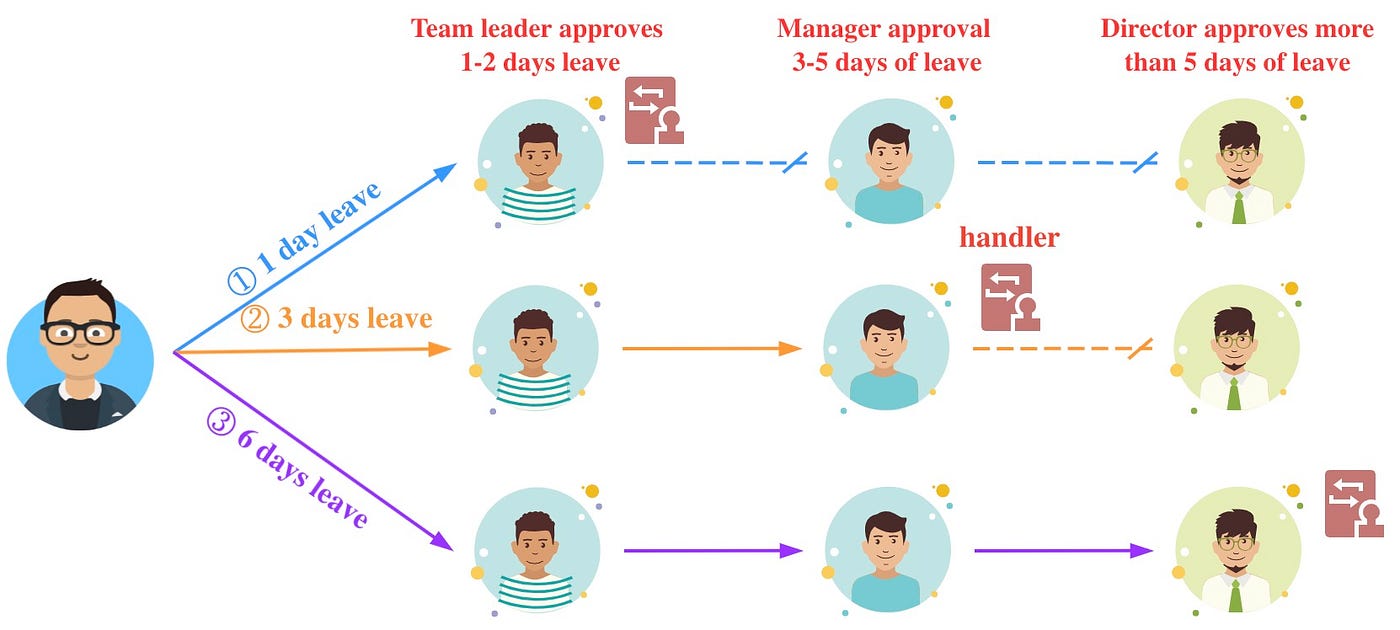 Team leader approves
1-2 days leave
Manager approval
3-5 days of leave
Director approves more
than 5 days of leave
① 1 day leave
handler
② 3 days leave
③ 6 days leave